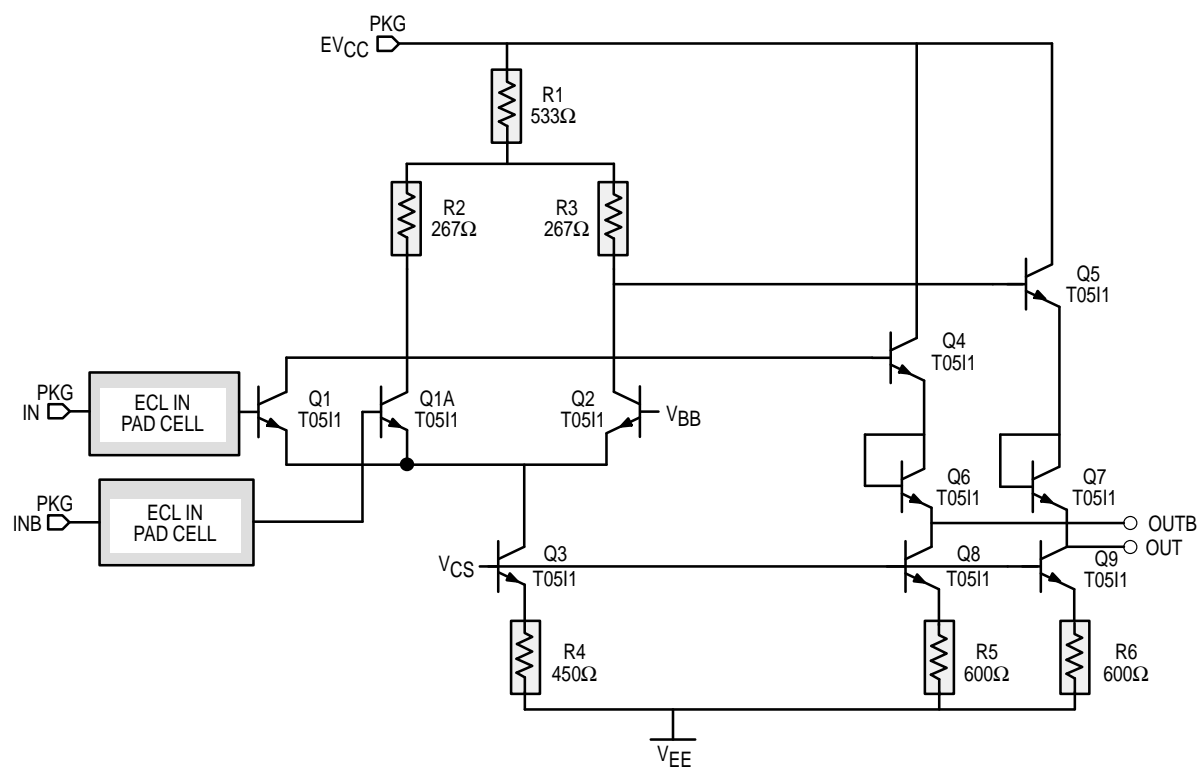 PKG
EVCC
R1
533Ω
R2
267Ω
R3
267Ω
Q5
T05I1
Q4
T05I1
PKG
IN
ECL IN
PAD CELL
Q1
T05I1
Q1A
T05I1
Q2
T05I1
VBB
PKG
INB
ECL IN
PAD CELL
Q6
T05I1
Q7
T05I1
OUTB
OUT
VCS
Q3
T05I1
Q8
T05I1
Q9
T05I1
R4
450Ω
R5
600Ω
R6
600Ω
VEE